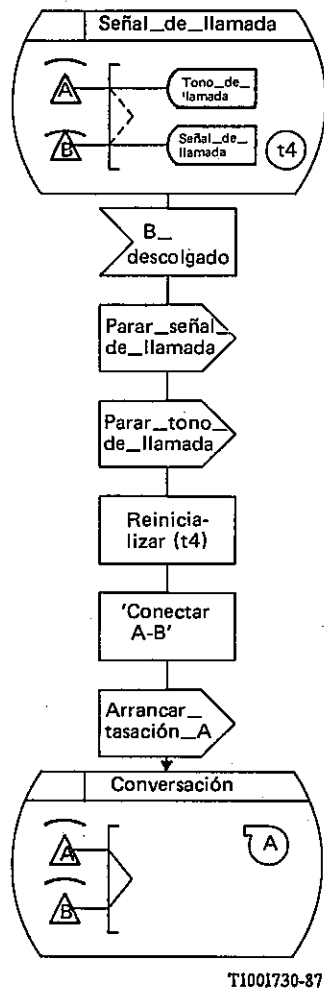 Señal_de_llamada
A
Tono_de_
llamada
B
Señal_de_
llamada
t4
B_
descolgado
Parar_señal_
de_llamada
Parar_tono_
de_llamada
Reinicia-
lizar (t4)
'Conectar
A-B'
Arrancar_
tasación_A
Conversación
A
A
B
T1001730-87